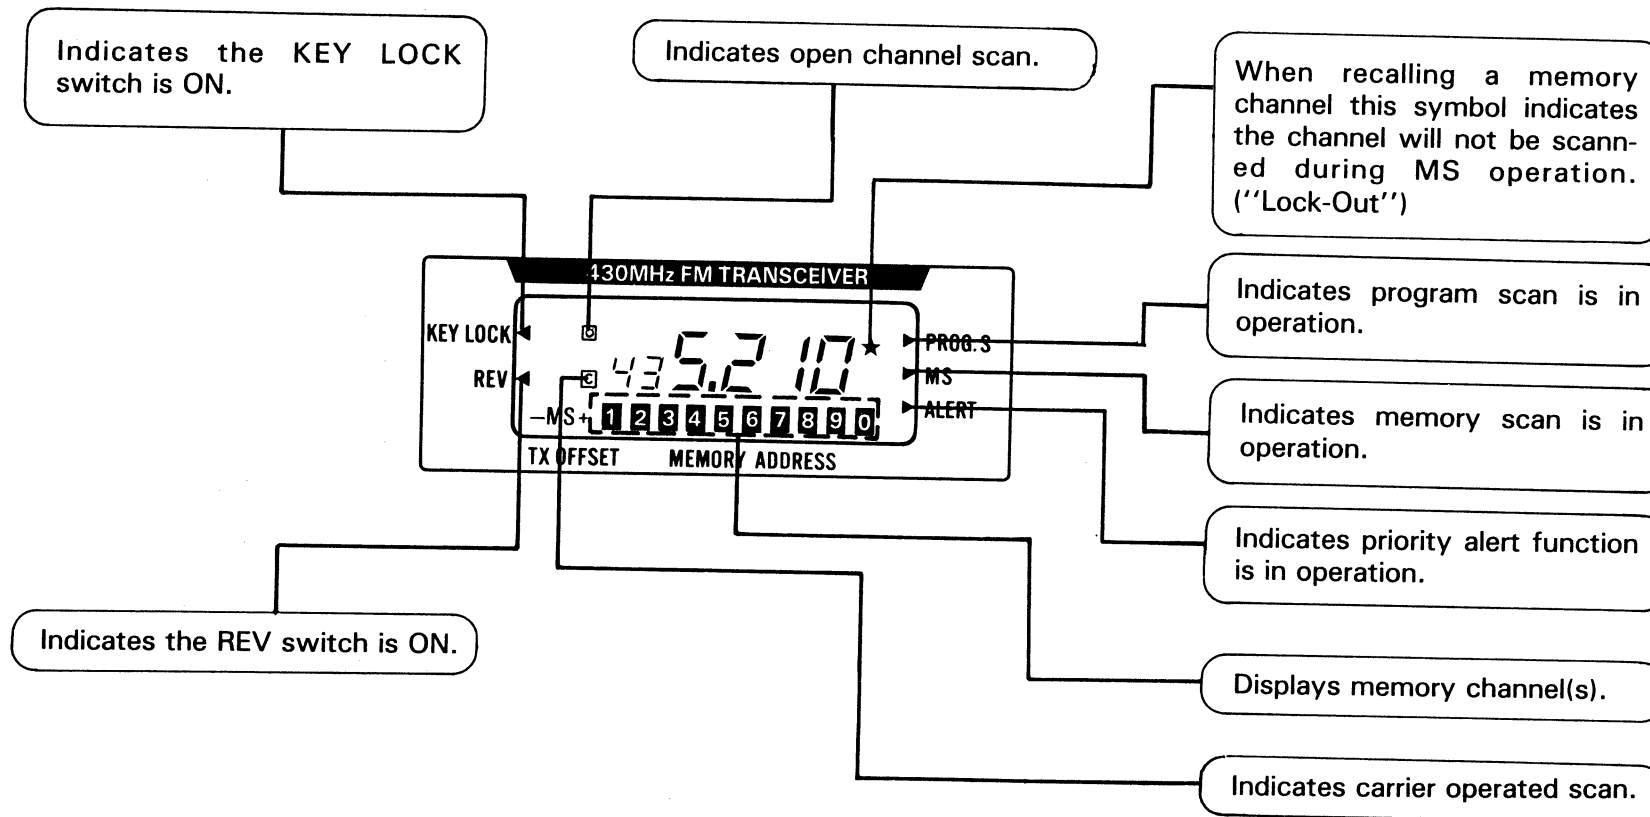 Indicates the KEY LOCK
switch is ON.
Indicates open channel scan.
When recalling a memory
channel this symbol indicates
the channel will not be scann-
ed during MS operation.
(''Lock-Out'')
430MHz FM TRANSCEIVER
KEY LOCK
O
★
PROG.S
REV
C
435.210
MS
-MS+
1 2 3 4 5 6 7 8 9 0
ALERT
TX OFFSET
MEMORY ADDRESS
Indicates program scan is in
operation.
Indicates memory scan is in
operation.
Indicates priority alert function
is in operation.
Indicates the REV switch is ON.
Displays memory channel(s).
Indicates carrier operated scan.